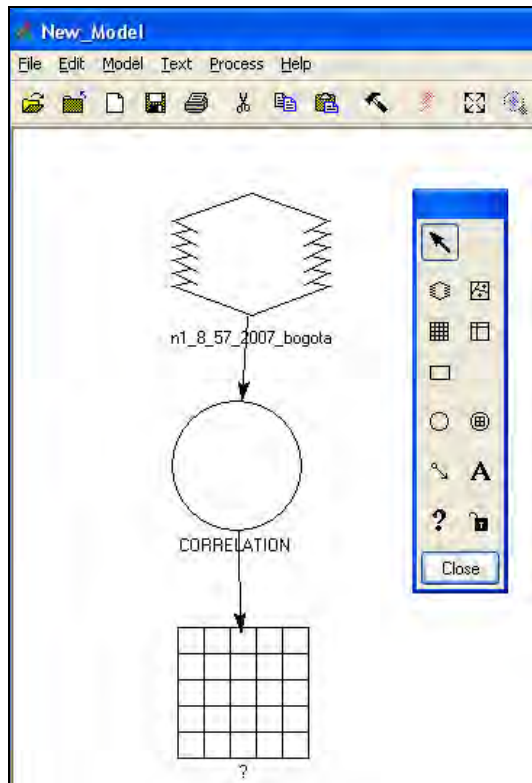 New_Model
File Edit Model Text Process Help
n1_8_57_2007_bogota
CORRELATION
?
A
?
Close